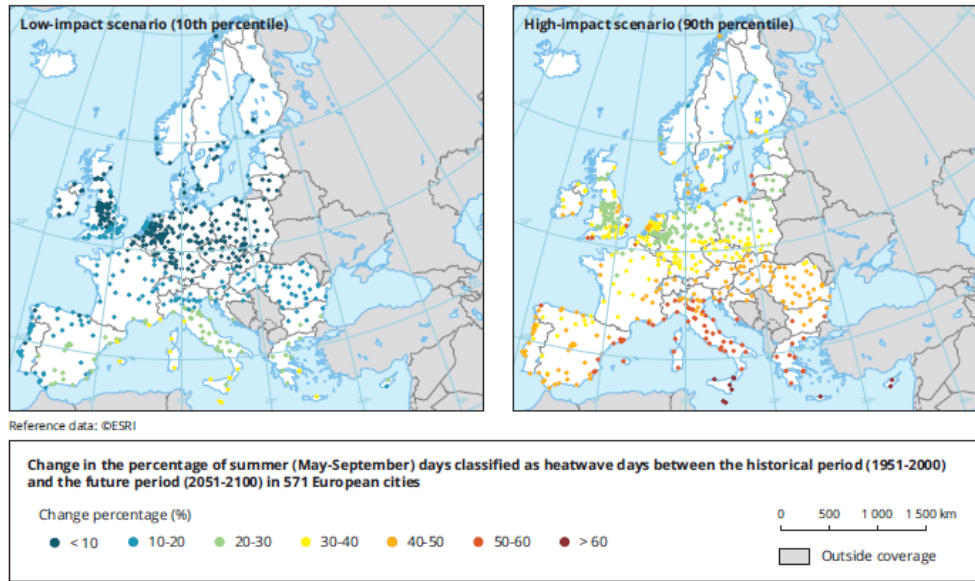 Low-impact scenario (10th percentile)
High-impact scenario (90th percentile)
Reference data: ©ESRI
Change in the percentage of summer (May-September) days classified as heatwave days between the historical period (1951-2000)
and the future period (2051-2100) in 571 European cities
Change percentage (%)
< 10
10-20
20-30
30-40
40-50
50-60
> 60
0 500 1 000 1 500 km
Outside coverage